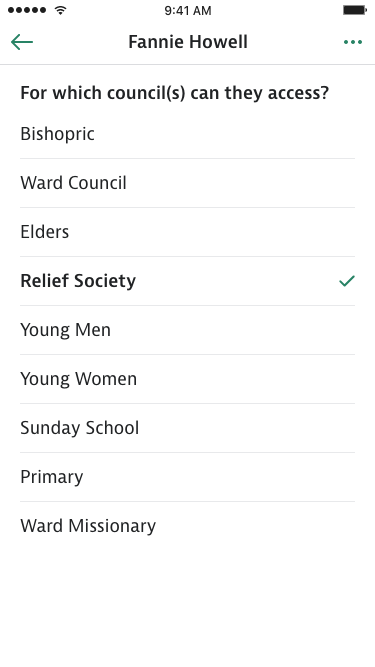 9:41 AM
Fannie Howell
For which council(s) can they access?
Bishopric
Ward Council
Elders
Relief Society
Young Men
Young Women
Sunday School
Primary
Ward Missionary